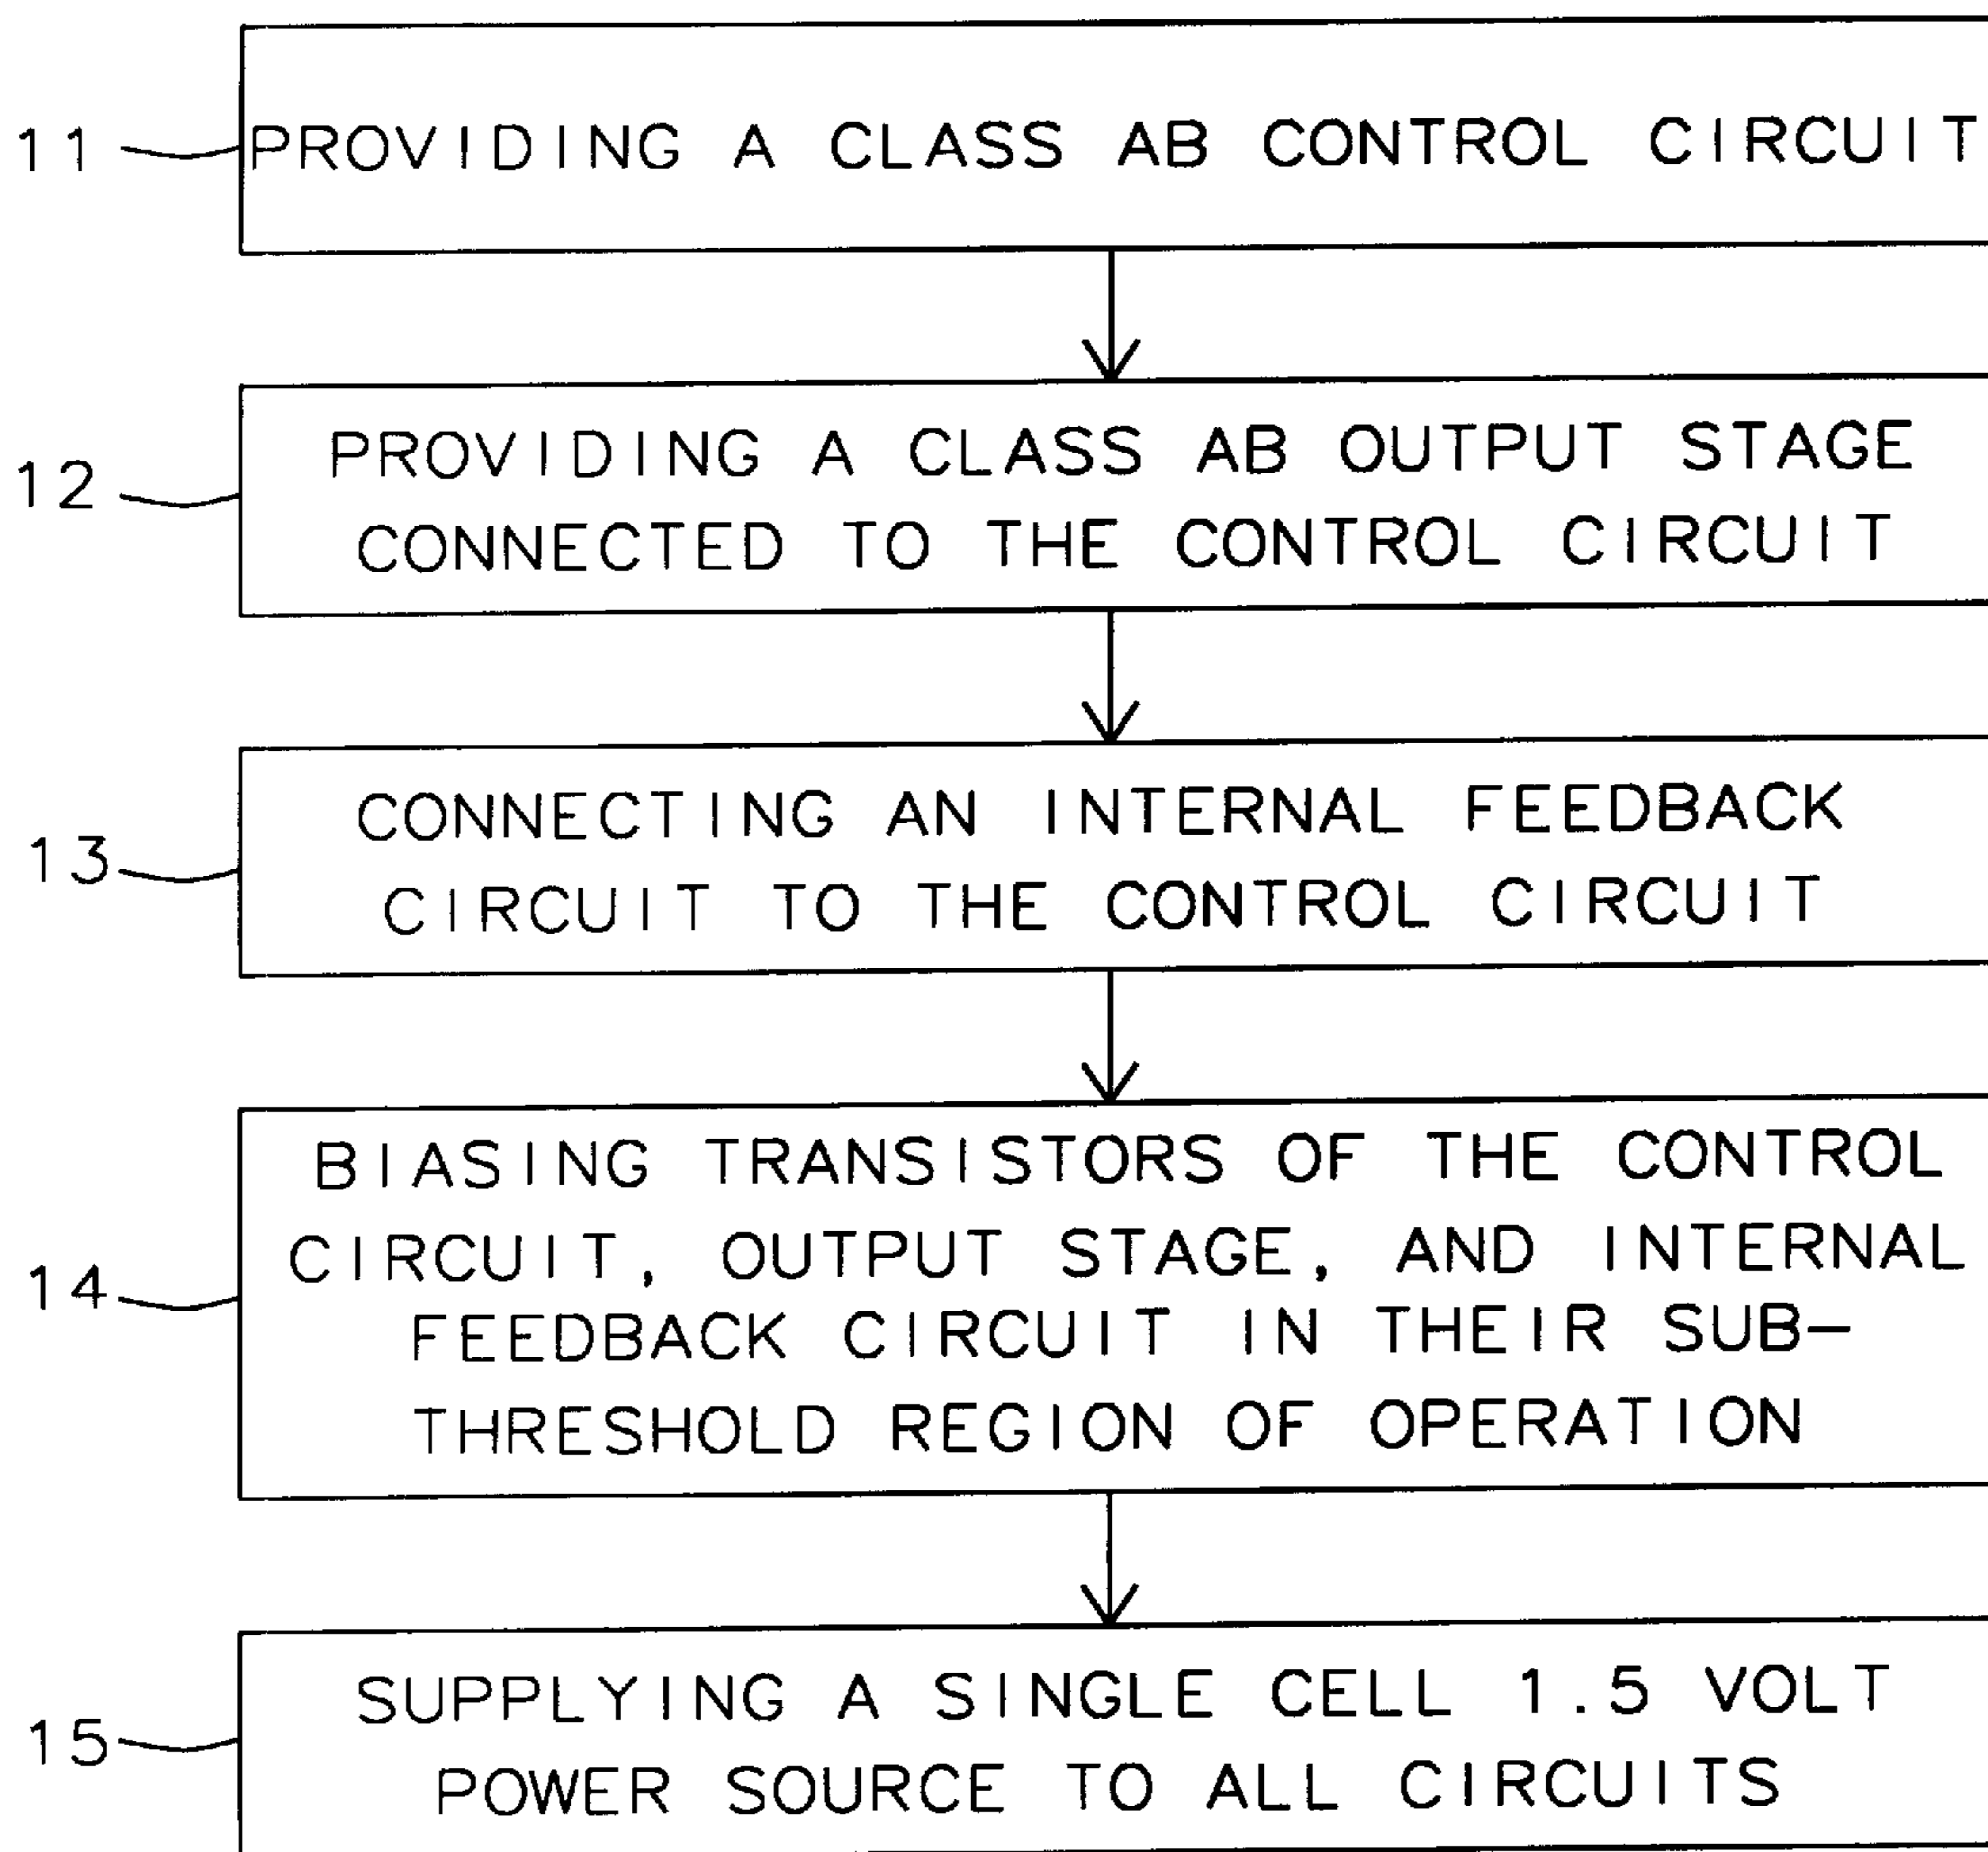 11 PROVIDING A CLASS AB CONTROL CIRCUIT
12 PROVIDING A CLASS AB OUTPUT STAGE
CONNECTED TO THE CONTROL CIRCUIT
13 CONNECTING AN INTERNAL FEEDBACK
CIRCUIT TO THE CONTROL CIRCUIT
14 BIASING TRANSISTORS OF THE CONTROL
CIRCUIT, OUTPUT STAGE, AND INTERNAL
FEEDBACK CIRCUIT IN THEIR SUB-
THRESHOLD REGION OF OPERATION
15 SUPPLYING A SINGLE CELL 1.5 VOLT
POWER SOURCE TO ALL CIRCUITS